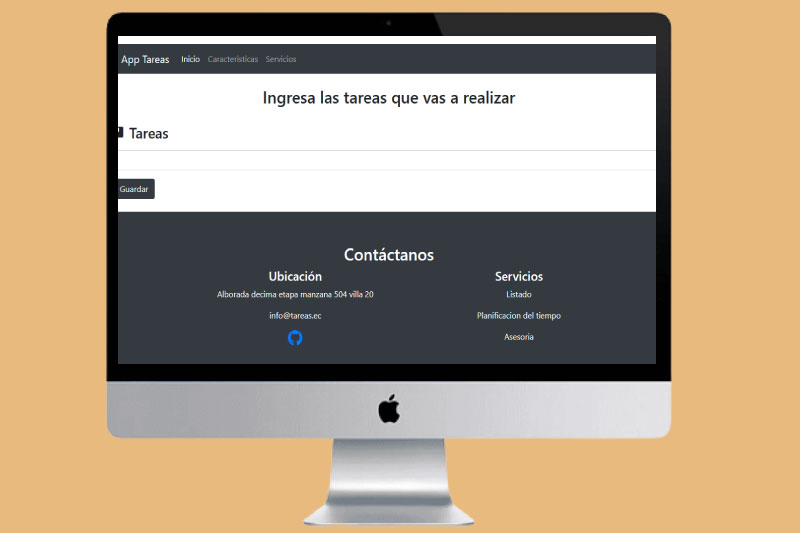 App Tareas Inicio Características Servicios
Ingresa las tareas que vas a realizar
Tareas
Guardar
Contáctanos
Ubicación
Alborada decima etapa manzana 504 villa 20
info@tareas.ec
Servicios
Listado
Planificacion del tiempo
Asesoria